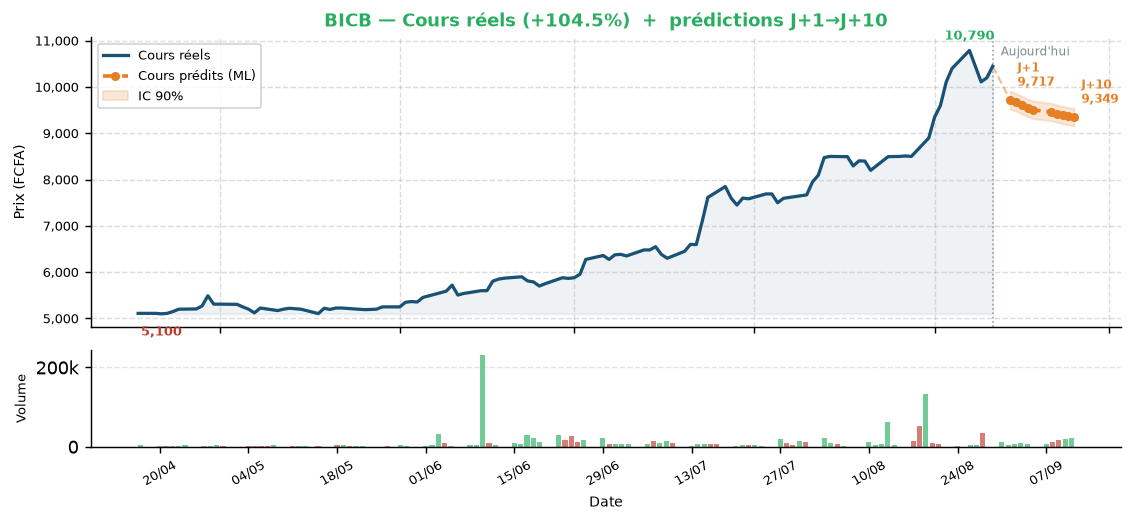 BICB — Cours réels (+104.5%)  +  prédictions J+1→J+10
10,790
Aujourd'hui
J+1
9,717
J+10
9,349
Cours réels
Cours prédits (ML)
IC 90%
Prix (FCFA)
11,000
10,000
9,000
8,000
7,000
6,000
5,000
5,100
Volume
200k
0
20/04
04/05
18/05
01/06
15/06
29/06
13/07
27/07
10/08
24/08
07/09
Date